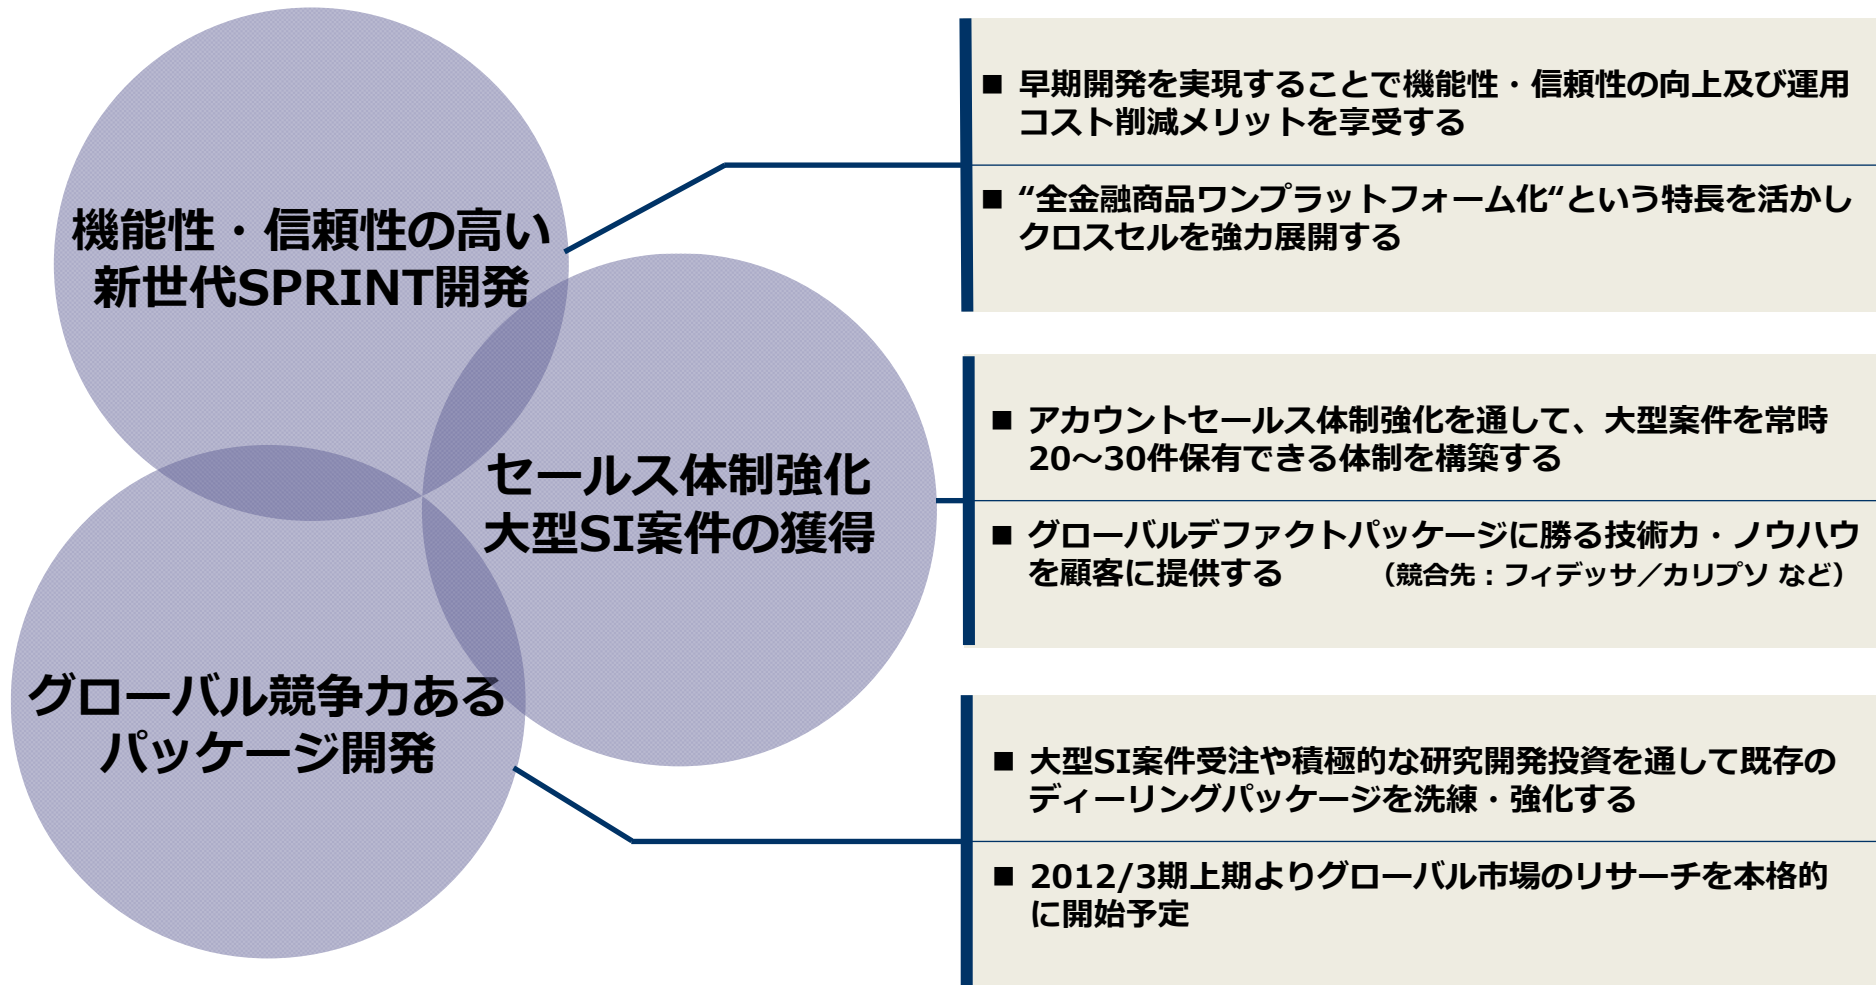 機能性・信頼性の高い
新世代SPRINT開発
■ 早期開発を実現することで機能性・信頼性の向上及び運用
コスト削減メリットを享受する
■ “全金融商品ワンプラットフォーム化“という特長を活かし
クロスセルを強力展開する
セールス体制強化
大型SI案件の獲得
■ アカウントセールス体制強化を通して、大型案件を常時
20～30件保有できる体制を構築する
■ グローバルデファクトパッケージに勝る技術力・ノウハウ
を顧客に提供する （競合先：フィデッサ／カリプソ など）
グローバル競争力ある
パッケージ開発
■ 大型SI案件受注や積極的な研究開発投資を通して既存の
ディーリングパッケージを洗練・強化する
■ 2012/3期上期よりグローバル市場のリサーチを本格的
に開始予定